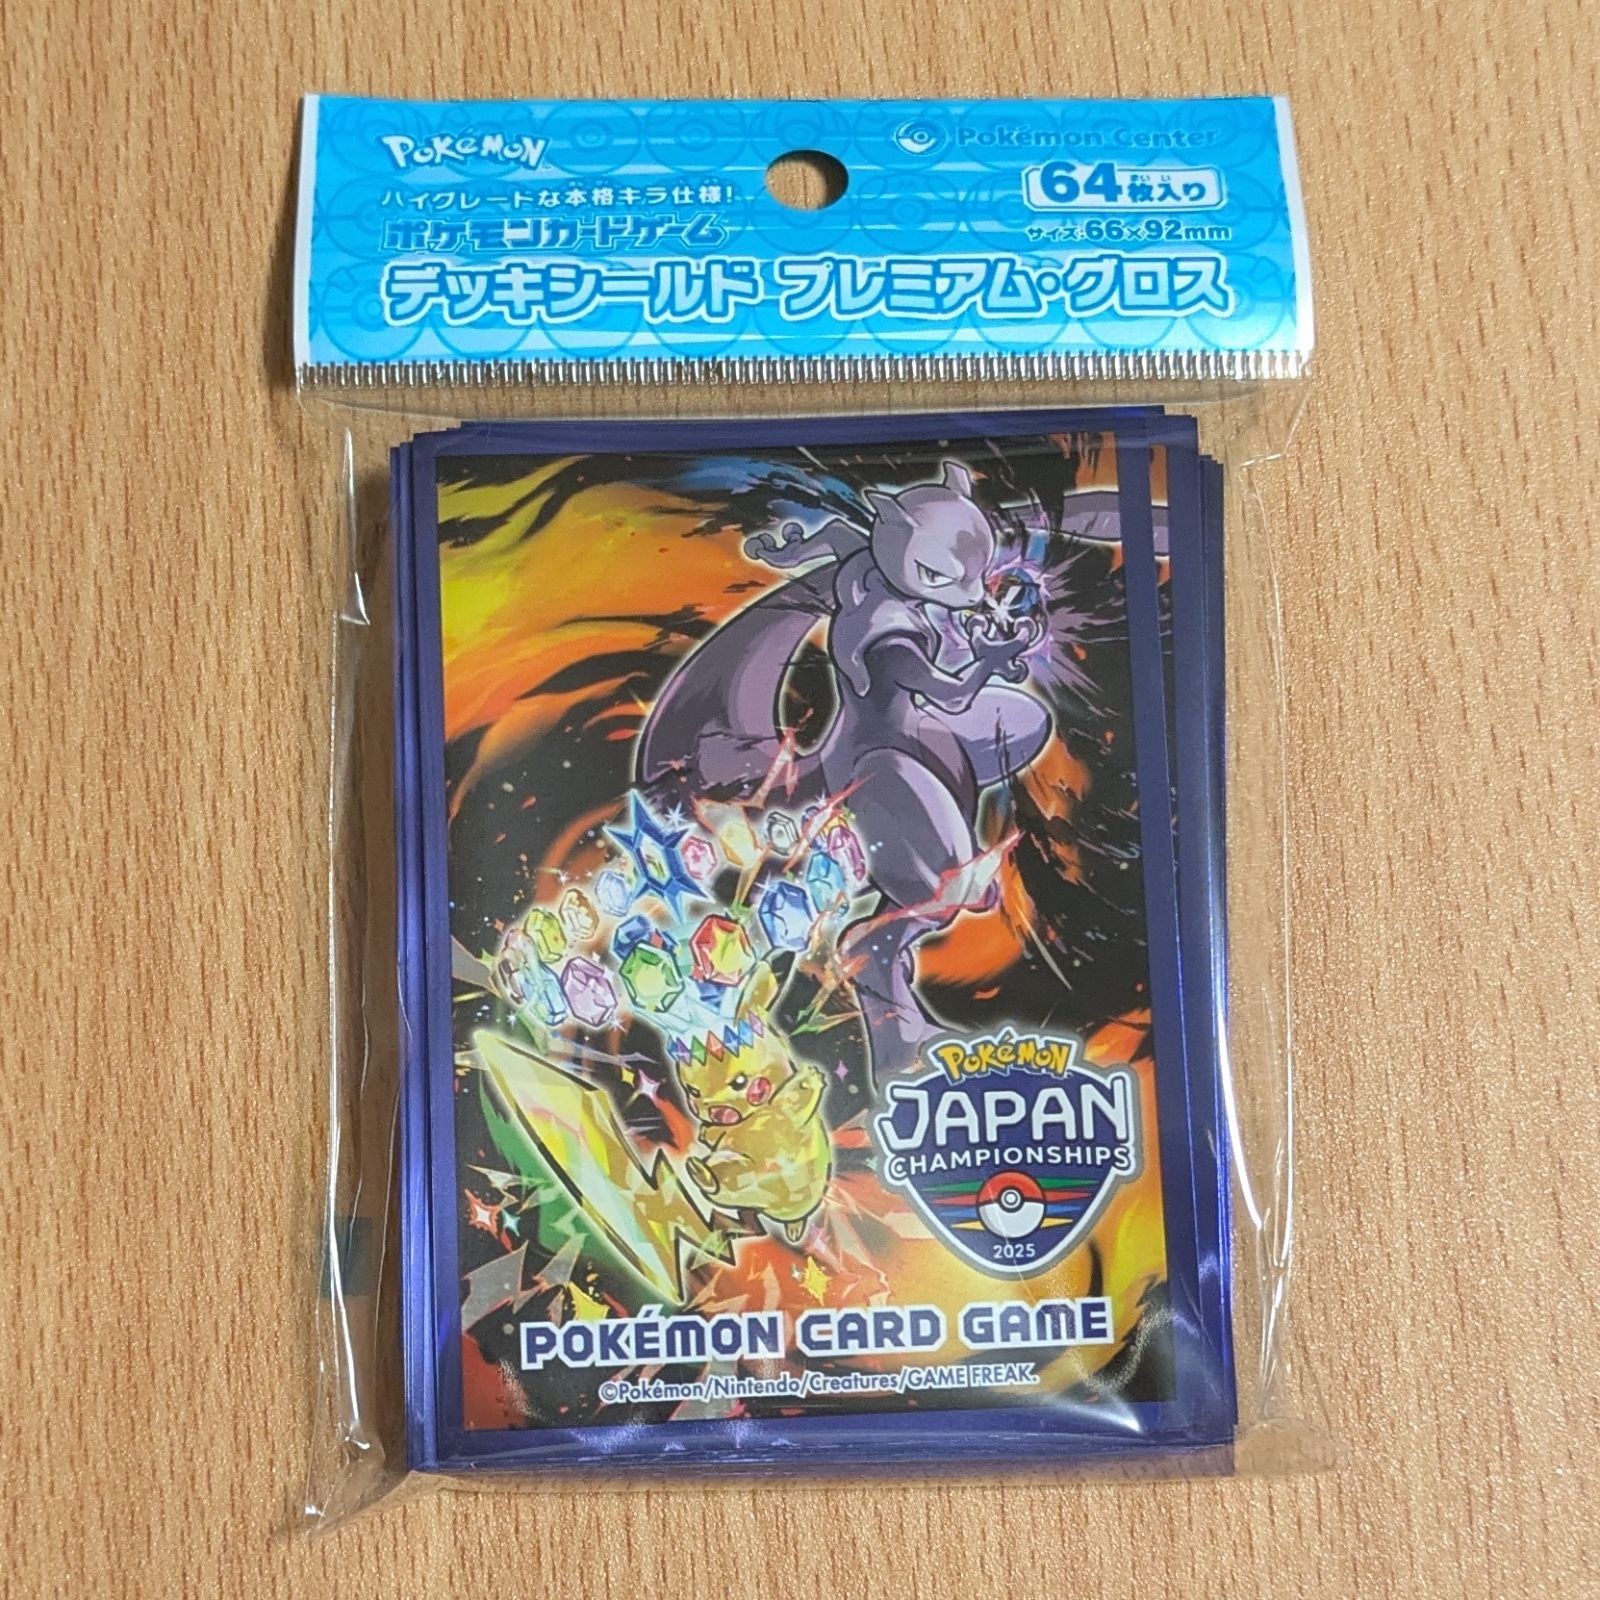 Pokémon
Pokémon Center
ハイグレードな本格キラ仕様!
64枚入り
まいい
ポケモンカードゲーム
サイズ:66×92mm
デッキシールド プレミアム・グロス
Pokémon
JAPAN
CHAMPIONSHIPS
2025
POKÉMON CARD GAME
©Pokémon/Nintendo/Creatures/GAME FREAK.